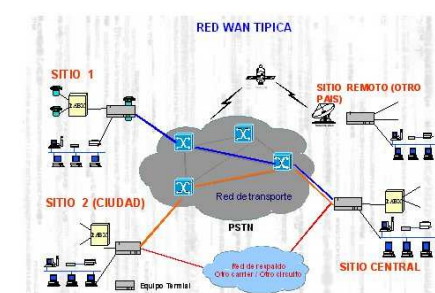 RED WAN TIPICA
SITIO 1
SITIO REMOTO (OTRO
PAIS)
Red de transporte
SITIO 2 (CIUDAD)
PSTN
Red de respaldo
Otro carrier / Otro circuito
SITIO CENTRAL
Equipo Termial